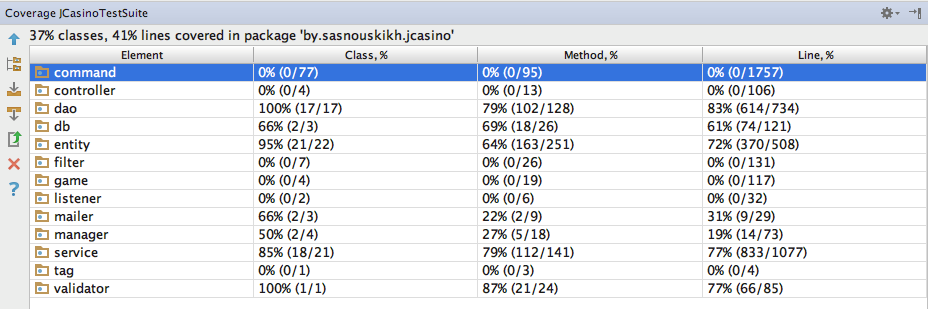 Coverage JCasinoTestSuite
37% classes, 41% lines covered in package 'by.sasnouskikh.jcasino'
Element Class, % Method, % Line, %
command 0% (0/77) 0% (0/95) 0% (0/1757)
controller 0% (0/4) 0% (0/13) 0% (0/106)
dao 100% (17/17) 79% (102/128) 83% (614/734)
db 66% (2/3) 69% (18/26) 61% (74/121)
entity 95% (21/22) 64% (163/251) 72% (370/508)
filter 0% (0/7) 0% (0/26) 0% (0/131)
game 0% (0/4) 0% (0/19) 0% (0/117)
listener 0% (0/2) 0% (0/6) 0% (0/32)
mailer 66% (2/3) 22% (2/9) 31% (9/29)
manager 50% (2/4) 27% (5/18) 19% (14/73)
service 85% (18/21) 79% (112/141) 77% (833/1077)
tag 0% (0/1) 0% (0/3) 0% (0/4)
validator 100% (1/1) 87% (21/24) 77% (66/85)